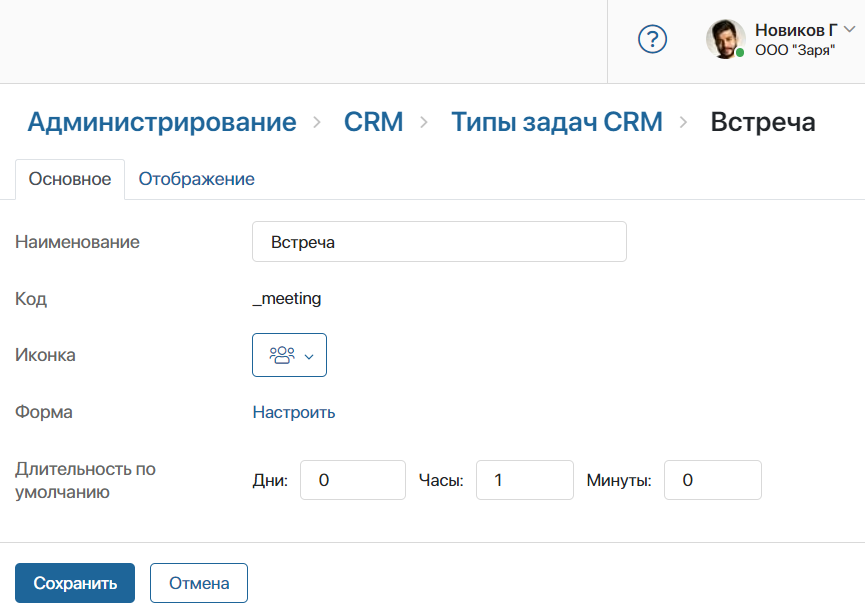 ?
Новиков Г
ООО "Заря"
Администрирование > CRM > Типы задач CRM > Встреча
Основное Отображение
Наименование Встреча
Код _meeting
Иконка
Форма Настроить
Длительность по
умолчанию
Дни: 0 Часы: 1 Минуты: 0
Сохранить Отмена